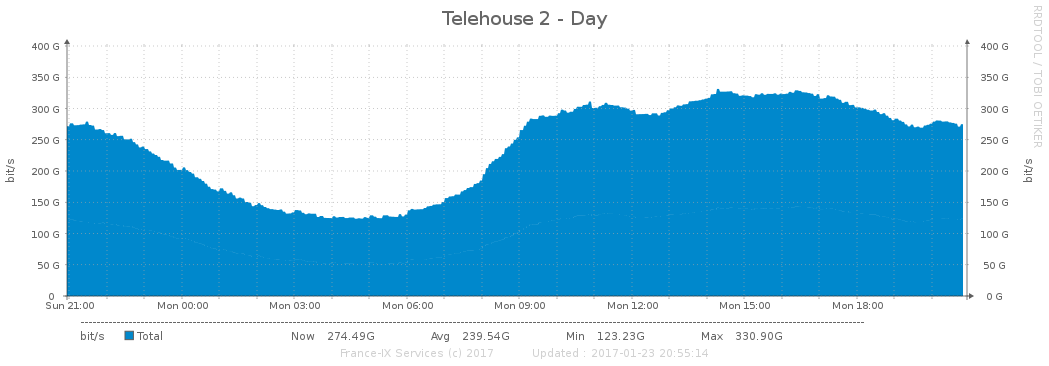 Telehouse 2 - Day
RRDTOOL / TOBI OETIKER
400 G 400 G
350 G 350 G
300 G 300 G
250 G 250 G
200 G 200 G
150 G 150 G
100 G 100 G
50 G 50 G
0 0 G
bit/s
bit/s
Sun 21:00 Mon 00:00 Mon 03:00 Mon 06:00 Mon 09:00 Mon 12:00 Mon 15:00 Mon 18:00
bit/s Total Now 274.49G Avg 239.54G Min 123.23G Max 330.90G
France-IX Services (c) 2017 Updated : 2017-01-23 20:55:14